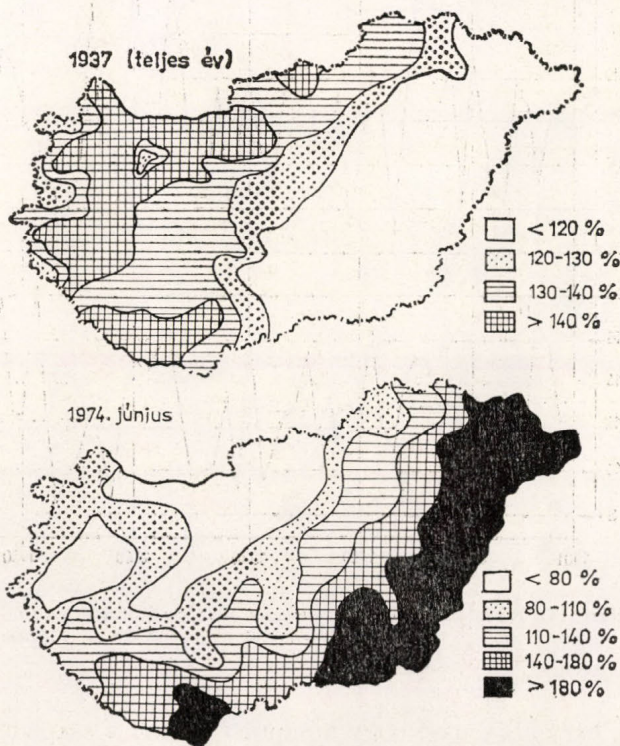 1937 (teljes év)
< 120 %
120-130 %
130-140 %
> 140 %
1974. június
< 80 %
80-110 %
110-140 %
140-180 %
> 180 %